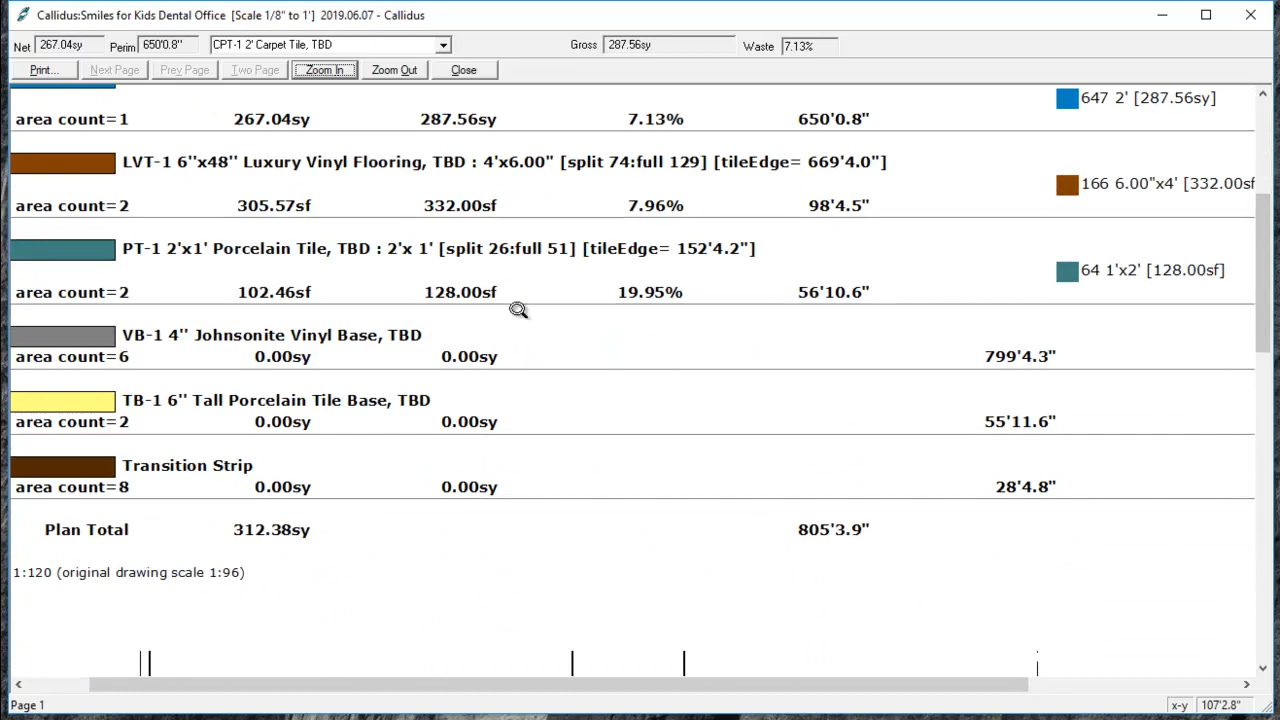 Callidus:Smiles for Kids Dental Office [Scale 1/8" to 1'] 2019.06.07 - Callidus
Net 267.04sy Perim 650'0.8" CPT-1 2' Carpet Tile, TBD Gross 287.56sy Waste 7.13%
Print... Next Page Prev Page Two Page Zoom In Zoom Out Close
647 2' [287.56sy]
area count=1 267.04sy 287.56sy 7.13% 650'0.8"
LVT-1 6''x48'' Luxury Vinyl Flooring, TBD : 4'x6.00" [split 74:full 129] [tileEdge= 669'4.0"]
166 6.00"x4' [332.00sf
area count=2 305.57sf 332.00sf 7.96% 98'4.5"
PT-1 2'x1' Porcelain Tile, TBD : 2'x 1' [split 26:full 51] [tileEdge= 152'4.2"]
64 1'x2' [128.00sf]
area count=2 102.46sf 128.00sf 19.95% 56'10.6"
VB-1 4'' Johnsonite Vinyl Base, TBD
area count=6 0.00sy 0.00sy 799'4.3"
TB-1 6'' Tall Porcelain Tile Base, TBD
area count=2 0.00sy 0.00sy 55'11.6"
Transition Strip
area count=8 0.00sy 0.00sy 28'4.8"
Plan Total 312.38sy 805'3.9"
1:120 (original drawing scale 1:96)
Page 1 x-y 107'2.8"